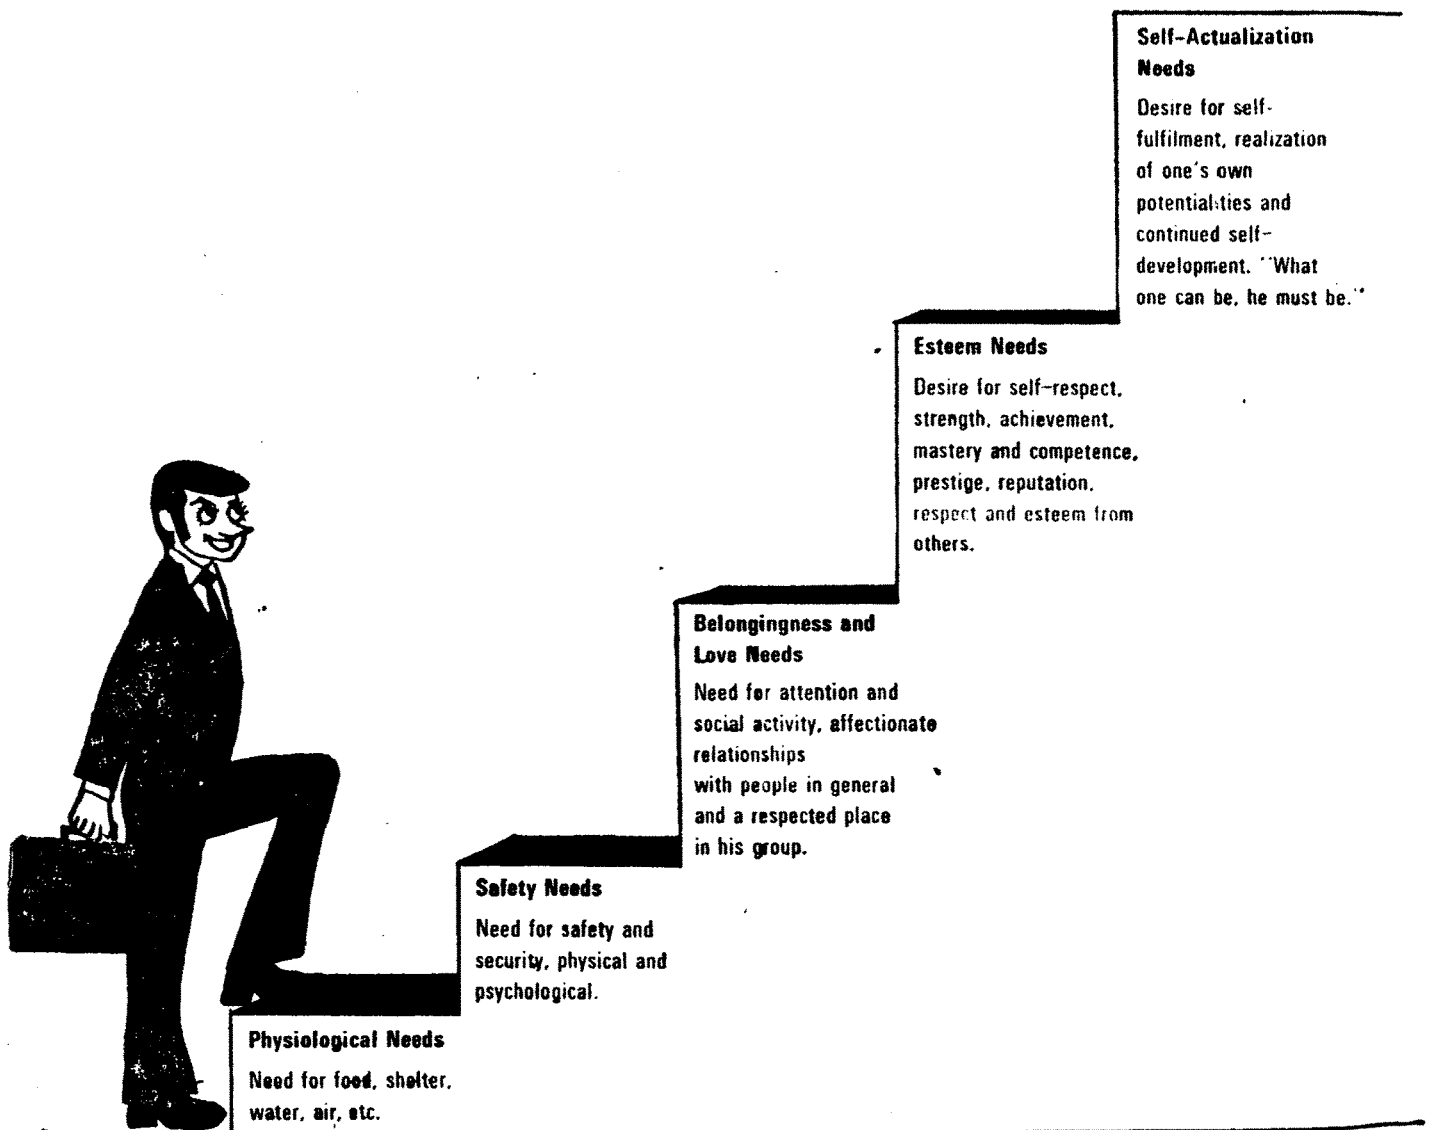 Self-Actualization
Needs
Desire for self-
fulfilment, realization
of one's own
potentialities and
continued self-
development. "What
one can be, he must be."
Esteem Needs
Desire for self-respect,
strength, achievement,
mastery and competence,
prestige, reputation,
respect and esteem from
others.
Belongingness and
Love Needs
Need for attention and
social activity, affectionate
relationships
with people in general
and a respected place
in his group.
Safety Needs
Need for safety and
security, physical and
psychological.
Physiological Needs
Need for food, shelter,
water, air, etc.